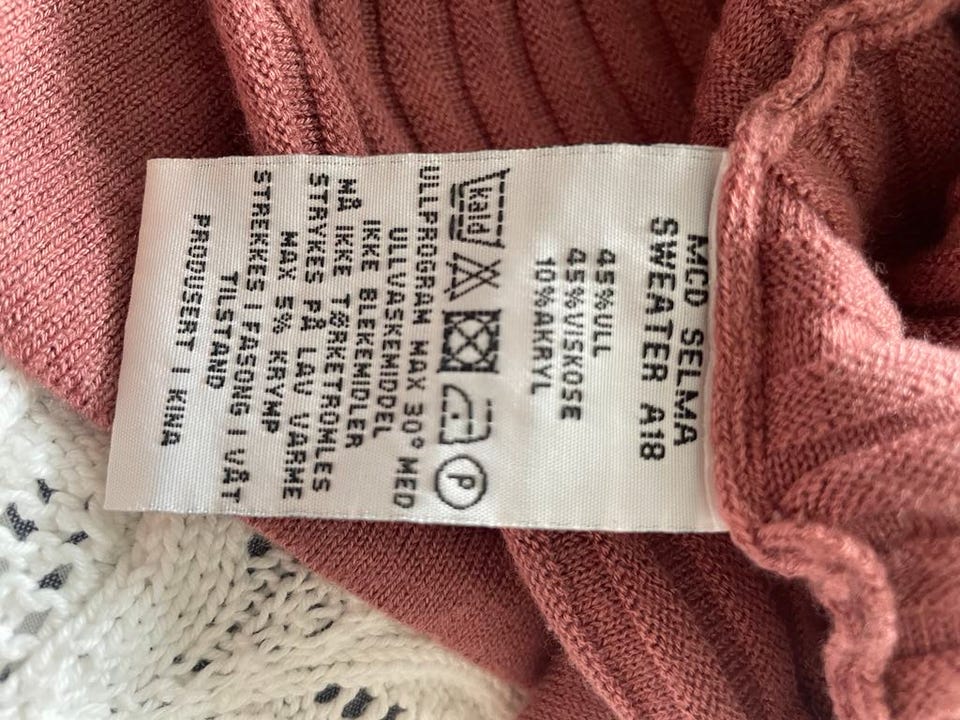 MCD SELMA
SWEATER A18
45%ULL
45%VISKOSE
10%AKRYL
kald
P
ULLPROGRAM MAX 30° MED
ULLVASKEMIDDEL
IKKE BLEKEMIDLER
MÅ IKKE TØRKETROMLES
STRYKES PÅ LAV VARME
MAX 5% KRYMP
STREKKES I FASONG I VÅT
TILSTAND
PRODUSERT I KINA